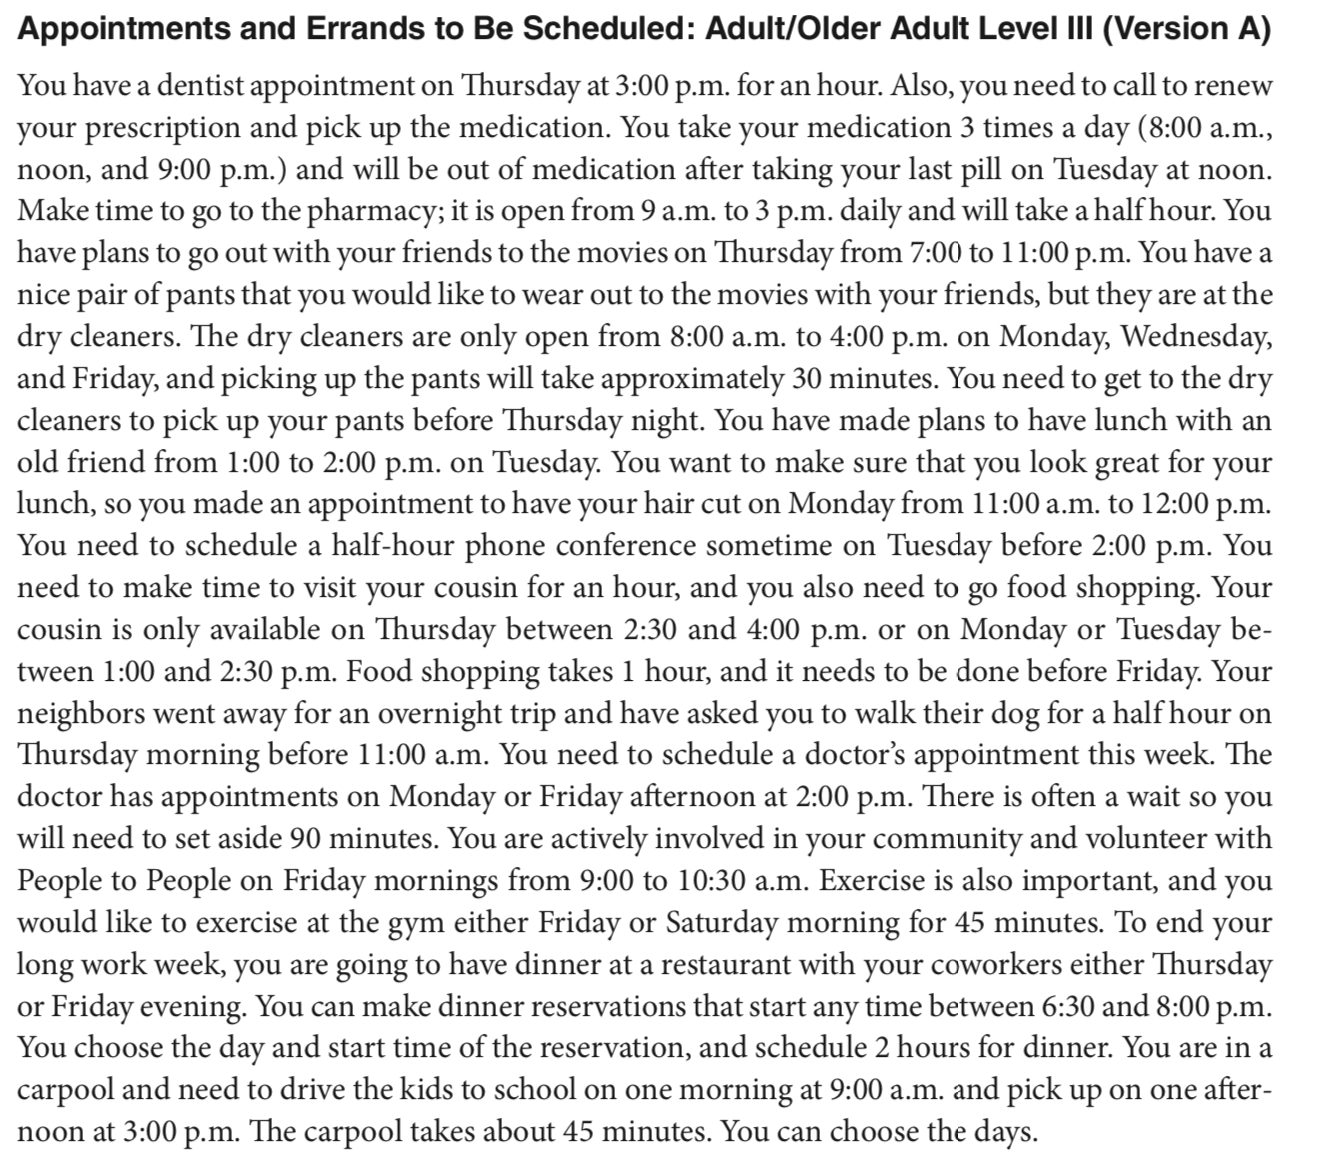 Appointments and Errands to Be Scheduled: Adult/Older Adult Level III (Version A)
You have a dentist appointment on Thursday at 3:00 p.m. for an hour. Also, you need to call to renew
your prescription and pick up the medication. You take your medication 3 times a day (8:00 a.m.,
noon, and 9:00 p.m.) and will be out of medication after taking your last pill on Tuesday at noon.
Make time to go to the pharmacy; it is open from 9 a.m. to 3 p.m. daily and will take a half hour. You
have plans to go out with your friends to the movies on Thursday from 7:00 to 11:00 p.m. You have a
nice pair of pants that you would like to wear out to the movies with your friends, but they are at the
dry cleaners. The dry cleaners are only open from 8:00 a.m. to 4:00 p.m. on Monday, Wednesday,
and Friday, and picking up the pants will take approximately 30 minutes. You need to get to the dry
cleaners to pick up your pants before Thursday night. You have made plans to have lunch with an
old friend from 1:00 to 2:00 p.m. on Tuesday. You want to make sure that you look great for your
lunch, so you made an appointment to have your hair cut on Monday from 11:00 a.m. to 12:00 p.m.
You need to schedule a half-hour phone conference sometime on Tuesday before 2:00 p.m. You
need to make time to visit your cousin for an hour, and you also need to go food shopping. Your
cousin is only available on Thursday between 2:30 and 4:00 p.m. or on Monday or Tuesday be-
tween 1:00 and 2:30 p.m. Food shopping takes 1 hour, and it needs to be done before Friday. Your
neighbors went away for an overnight trip and have asked you to walk their dog for a half hour on
Thursday morning before 11:00 a.m. You need to schedule a doctor's appointment this week. The
doctor has appointments on Monday or Friday afternoon at 2:00 p.m. There is often a wait so you
will need to set aside 90 minutes. You are actively involved in your community and volunteer with
People to People on Friday mornings from 9:00 to 10:30 a.m. Exercise is also important, and you
would like to exercise at the gym either Friday or Saturday morning for 45 minutes. To end your
long work week, you are going to have dinner at a restaurant with your coworkers either Thursday
or Friday evening. You can make dinner reservations that start any time between 6:30 and 8:00 p.m.
You choose the day and start time of the reservation, and schedule 2 hours for dinner. You are in a
carpool and need to drive the kids to school on one morning at 9:00 a.m. and pick up on one after-
noon at 3:00 p.m. The carpool takes about 45 minutes. You can choose the days.